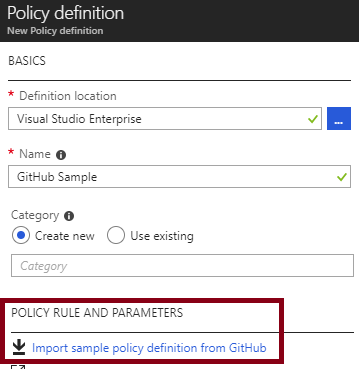 Policy definition
New Policy definition
BASICS
* Definition location
Visual Studio Enterprise
...
* Name
GitHub Sample
Category
Create new
Use existing
Category
POLICY RULE AND PARAMETERS
Import sample policy definition from GitHub